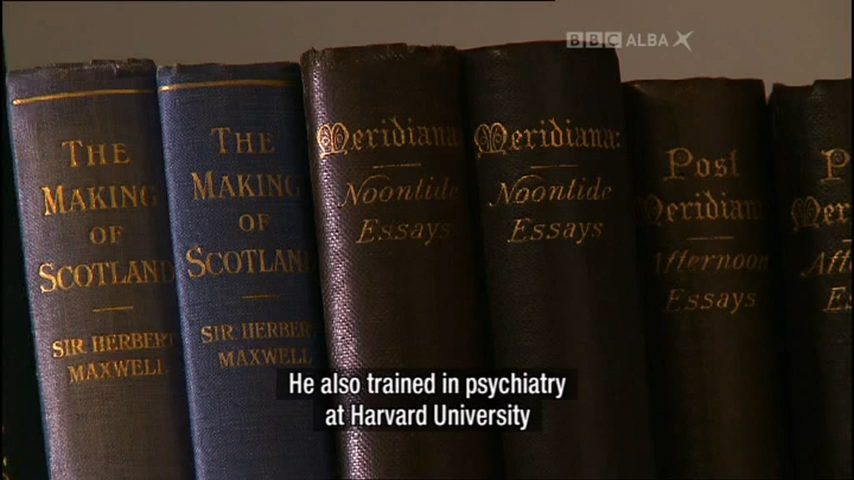 BBC ALBA
THE
MAKING
OF
SCOTLAND
SIR HERBERT
MAXWELL
THE
MAKING
OF
SCOTLAND
SIR HERBERT
MAXWELL
Meridiana
Noontide
Essays
Meridiana:
Noontide
Essays
Post
Meridiana
Afternoon
Essays
He also trained in psychiatry
at Harvard University